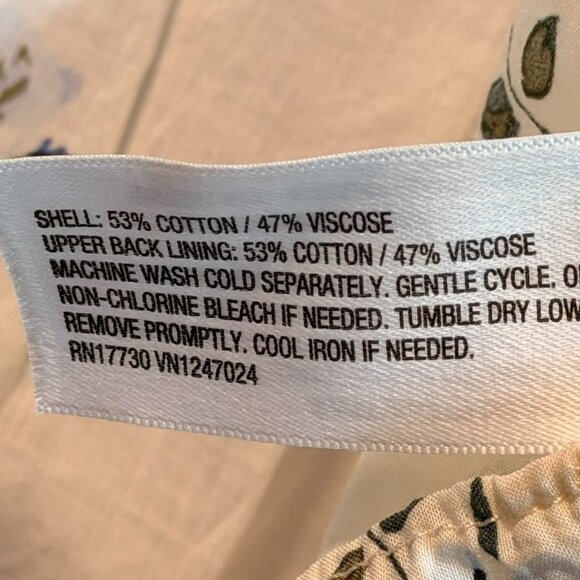 SHELL: 53% COTTON / 47% VISCOSE
UPPER BACK LINING: 53% COTTON / 47% VISCOSE
MACHINE WASH COLD SEPARATELY. GENTLE CYCLE.
NON-CHLORINE BLEACH IF NEEDED. TUMBLE DRY LOW
REMOVE PROMPTLY. COOL IRON IF NEEDED.
RN17730 VN1247024